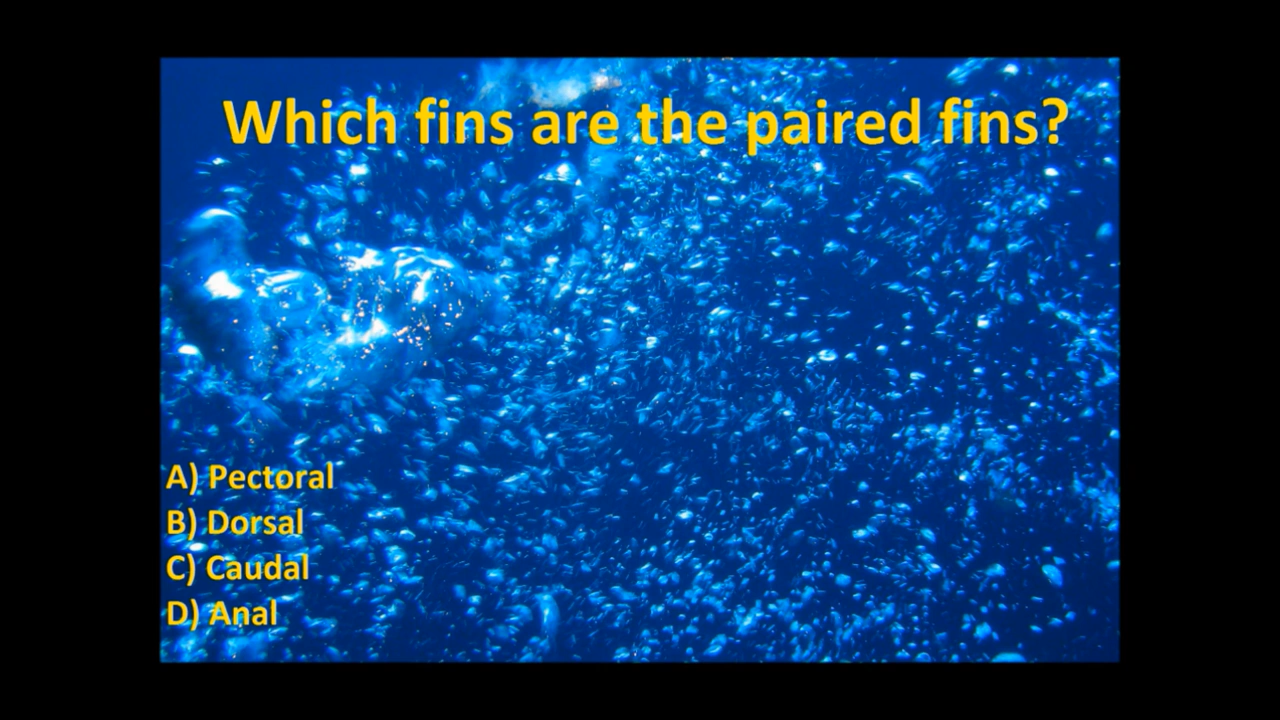 Which fins are the paired fins?
A) Pectoral
B) Dorsal
C) Caudal
D) Anal